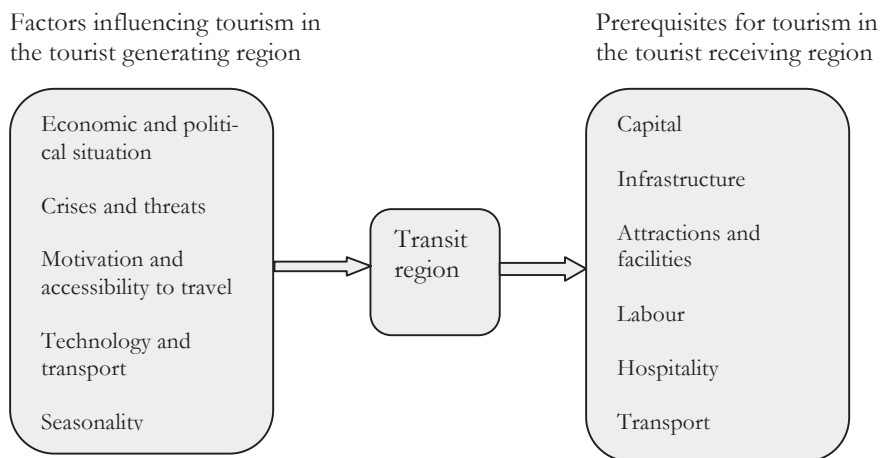 Factors influencing tourism in
the tourist generating region
Economic and politi-
cal situation
Crises and threats
Motivation and
accessibility to travel
Technology and
transport
Seasonality
Transit
region
Prerequisites for tourism in
the tourist receiving region
Capital
Infrastructure
Attractions and
facilities
Labour
Hospitality
Transport